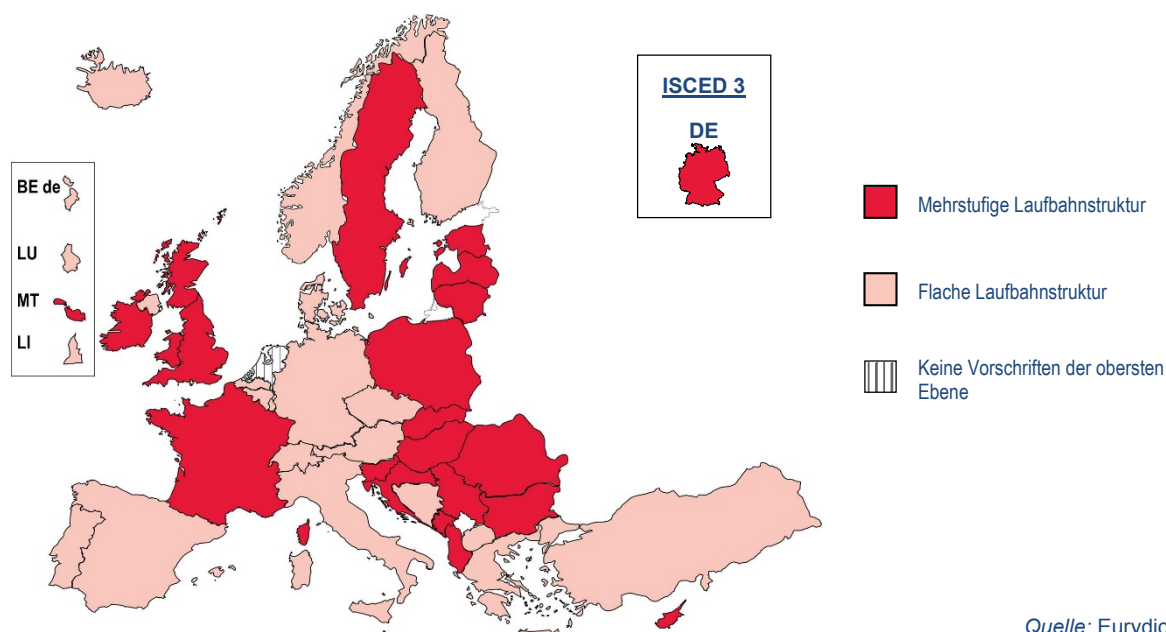 ISCED 3
DE
BE de
LU
MT
LI
Mehrstufige Laufbahnstruktur
Flache Laufbahnstruktur
Keine Vorschriften der obersten
Ebene
Quelle: